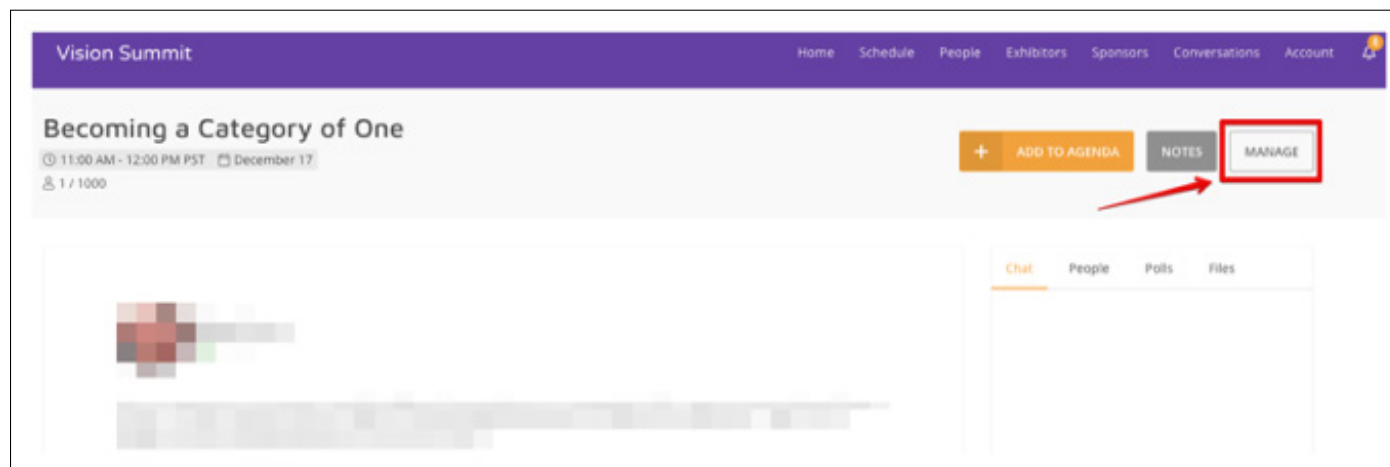 Vision Summit
Home Schedule People Exhibitors Sponsors Conversations Account
Becoming a Category of One
11:00 AM - 12:00 PM PST December 17
1 / 1000
+ ADD TO AGENDA NOTES MANAGE
Chat People Polls Files